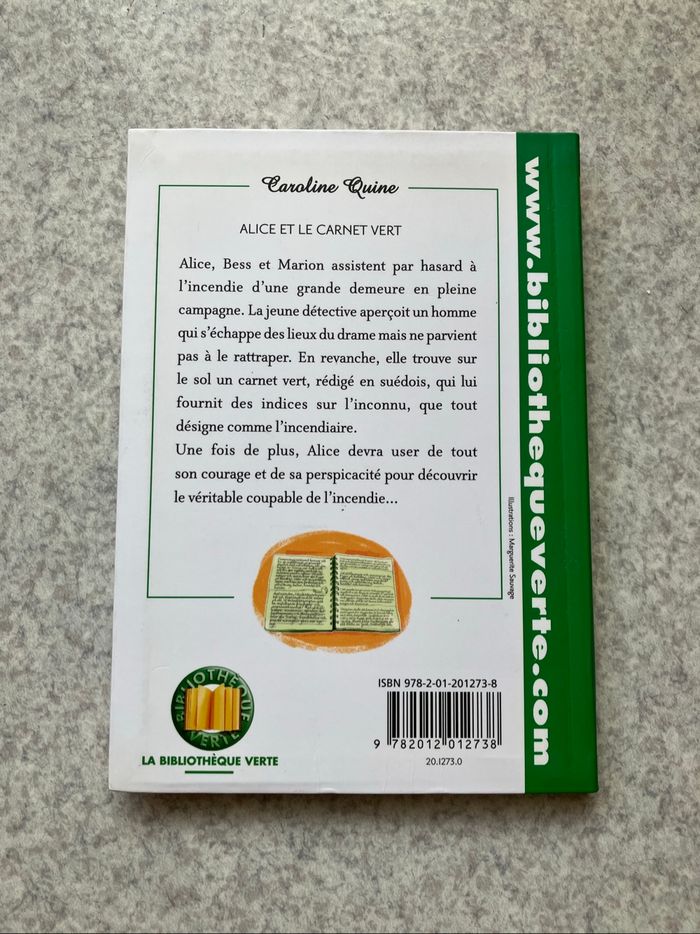 Caroline Quine
ALICE ET LE CARNET VERT
Alice, Bess et Marion assistent par hasard à
l'incendie d'une grande demeure en pleine
campagne. La jeune détective aperçoit un homme
qui s'échappe des lieux du drame mais ne parvient
pas à le rattraper. En revanche, elle trouve sur
le sol un carnet vert, rédigé en suédois, qui lui
fournit des indices sur l'inconnu, que tout
désigne comme l'incendiaire.
Une fois de plus, Alice devra user de tout
son courage et de sa perspicacité pour découvrir
le véritable coupable de l'incendie...
Illustrations : Marguerite Sauvage
BIBLIOTHÈQUE
VERTE
LA BIBLIOTHÈQUE VERTE
ISBN 978-2-01-201273-8
9 782012 012738
20.1273.0
www.bibliothequeverte.com